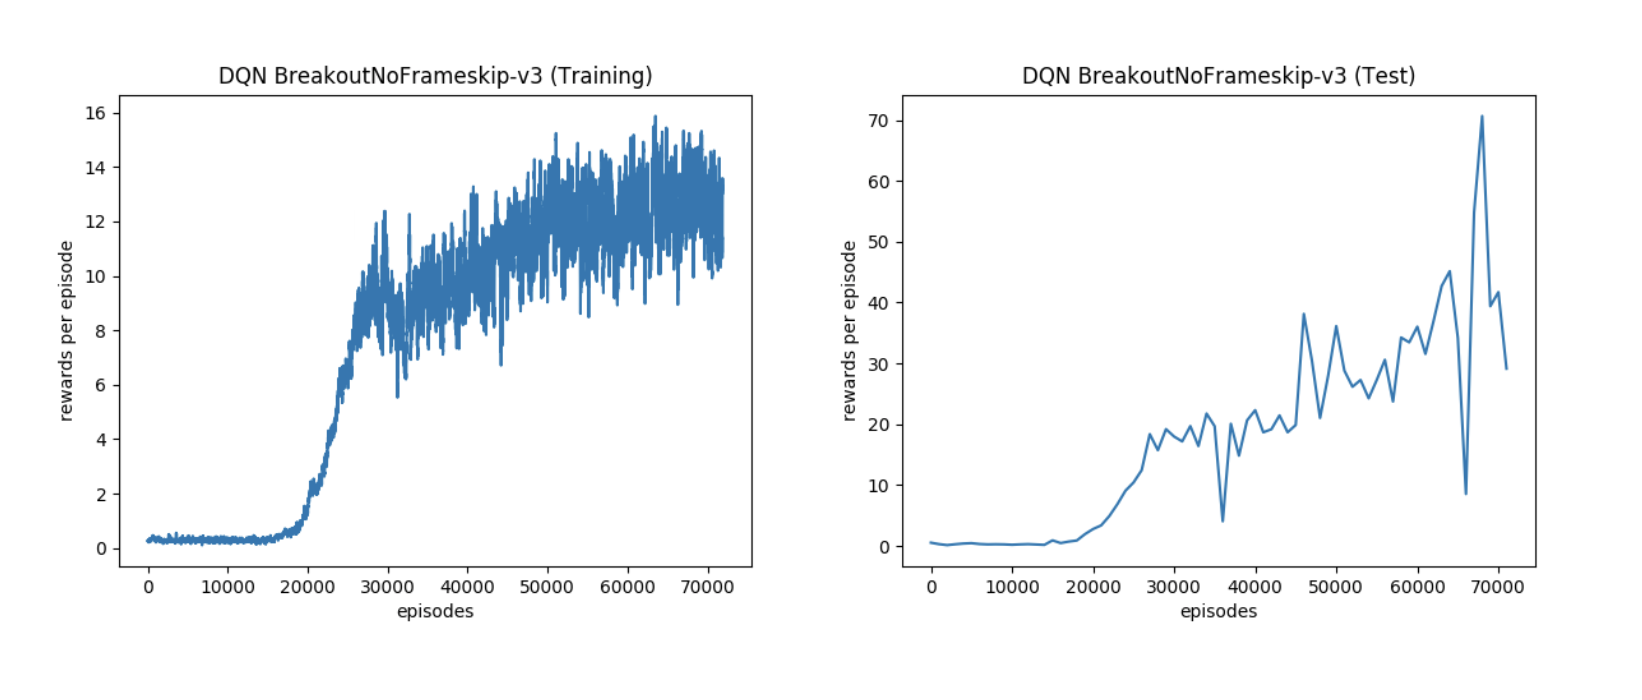 DQN BreakoutNoFrameskip-v3 (Training)
16
14
12
10
8
6
4
2
0
rewards per episode
0 10000 20000 30000 40000 50000 60000 70000
episodes
DQN BreakoutNoFrameskip-v3 (Test)
70
60
50
40
30
20
10
0
rewards per episode
0 10000 20000 30000 40000 50000 60000 70000
episodes